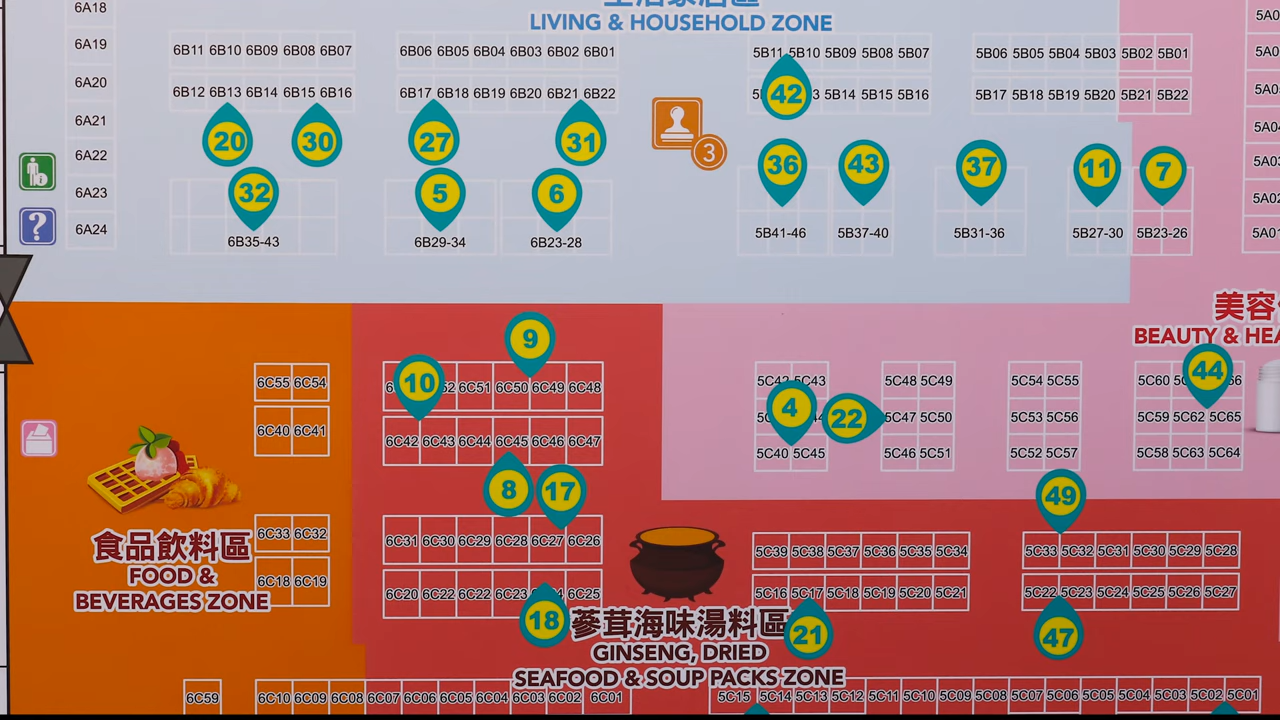 6A18
LIVING & HOUSEHOLD ZONE
5A0
6A19
6B11 6B10 6B09 6B08 6B07
6B06 6B05 6B04 6B03 6B02 6B01
5B11 5B10 5B09 5B08 5B07
5B06 5B05 5B04 5B03 5B02 5B01
5A0
6A20
6B12 6B13 6B14 6B15 6B16
6B17 6B18 6B19 6B20 6B21 6B22
42
5B14 5B15 5B16
5B17 5B18 5B19 5B20 5B21 5B22
5A0
6A21
20
30
27
31
3
5A0
6A22
36
43
37
11
7
5A03
6A23
32
5
6
5A02
?
6A24
6B35-43
6B29-34
6B23-28
5B41-46
5B37-40
5B31-36
5B27-30
5B23-26
5A01
美容
BEAUTY & HEA
9
6C55 6C54
10
6C51 6C50 6C49 6C48
5C42 5C43
5C48 5C49
5C54 5C55
5C60
44
6C40 6C41
6C42 6C43 6C44 6C45 6C46 6C47
4
22
5C47 5C50
5C53 5C56
5C59 5C62 5C65
5C40 5C45
5C46 5C51
5C52 5C57
5C58 5C63 5C64
8
17
49
6C33 6C32
6C31 6C30 6C29 6C28 6C27 6C26
5C39 5C38 5C37 5C36 5C35 5C34
5C33 5C32 5C31 5C30 5C29 5C28
食品飲料區
FOOD &
BEVERAGES ZONE
6C18 6C19
6C20 6C22 6C22 6C23
6C25
5C16 5C17 5C18 5C19 5C20 5C21
5C22 5C23 5C24 5C25 5C26 5C27
18
21
47
蔘茸海味湯料區
GINSENG, DRIED
SEAFOOD & SOUP PACKS ZONE
6C59
6C10 6C09 6C08 6C07 6C06 6C05 6C04 6C03 6C02 6C01
5C15 5C14 5C13 5C12 5C11 5C10 5C09 5C08 5C07 5C06 5C05 5C04 5C03 5C02 5C01